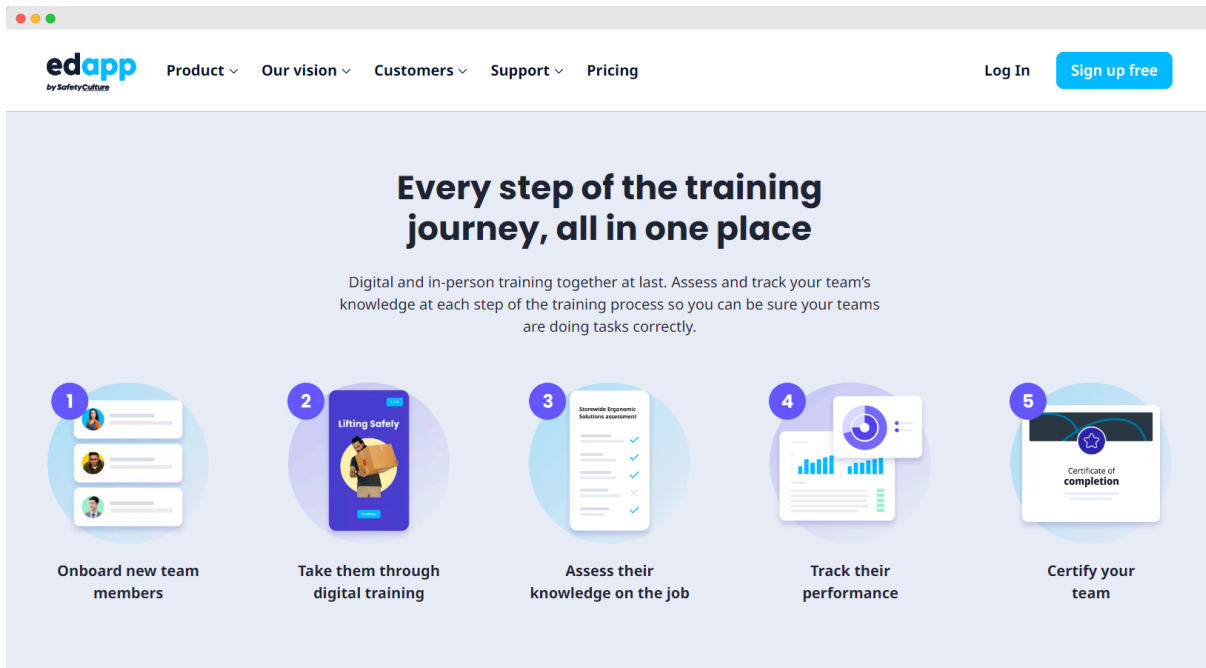 edapp
by SafetyCulture
Product
Our vision
Customers
Support
Pricing
Log In
Sign up free
Every step of the training
journey, all in one place
Digital and in-person training together at last. Assess and track your team's
knowledge at each step of the training process so you can be sure your teams
are doing tasks correctly.
1
2
Lifting Safely
3
Storewide Ergonomic
Solutions assessment
4
5
Certificate of
completion
Onboard new team
members
Take them through
digital training
Assess their
knowledge on the job
Track their
performance
Certify your
team